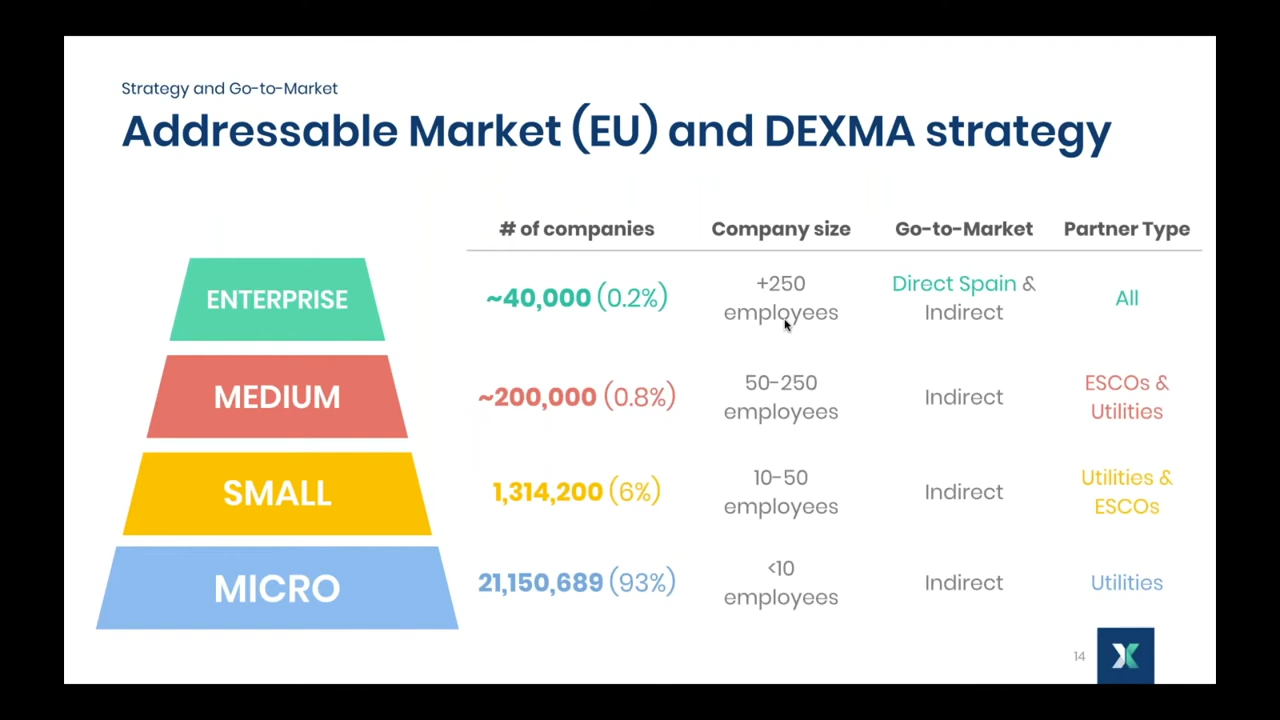 Strategy and Go-to-Market
Addressable Market (EU) and DEXMA strategy
# of companies Company size Go-to-Market Partner Type
ENTERPRISE ~40,000 (0.2%) +250 employees Direct Spain & Indirect All
MEDIUM ~200,000 (0.8%) 50-250 employees Indirect ESCOs & Utilities
SMALL 1,314,200 (6%) 10-50 employees Indirect Utilities & ESCOs
MICRO 21,150,689 (93%) <10 employees Indirect Utilities
14